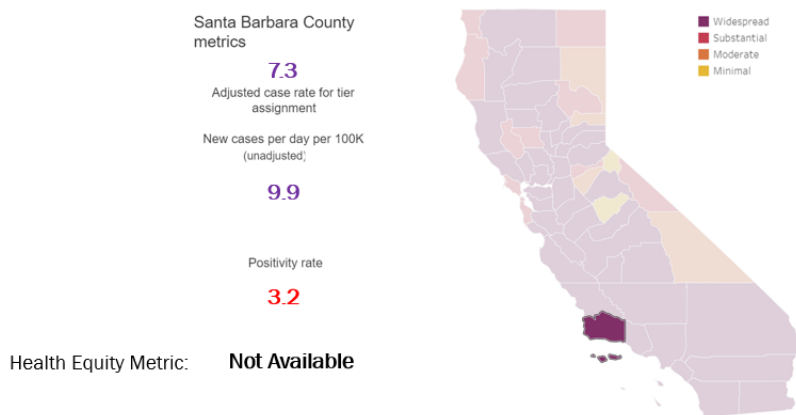 Santa Barbara County
metrics
7.3
Adjusted case rate for tier
assignment
New cases per day per 100K
(unadjusted)
9.9
Positivity rate
3.2
Health Equity Metric: Not Available
Widespread
Substantial
Moderate
Minimal